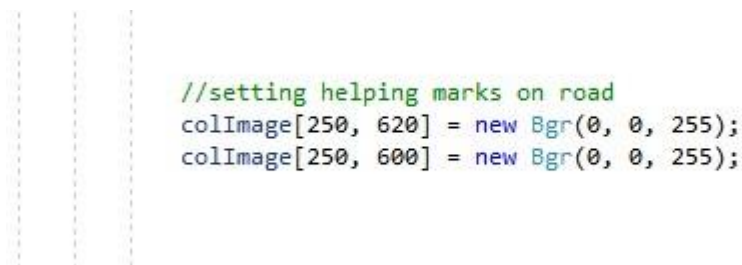 //setting helping marks on road
colImage[250, 620] = new Bgr(0, 0, 255);
colImage[250, 600] = new Bgr(0, 0, 255);